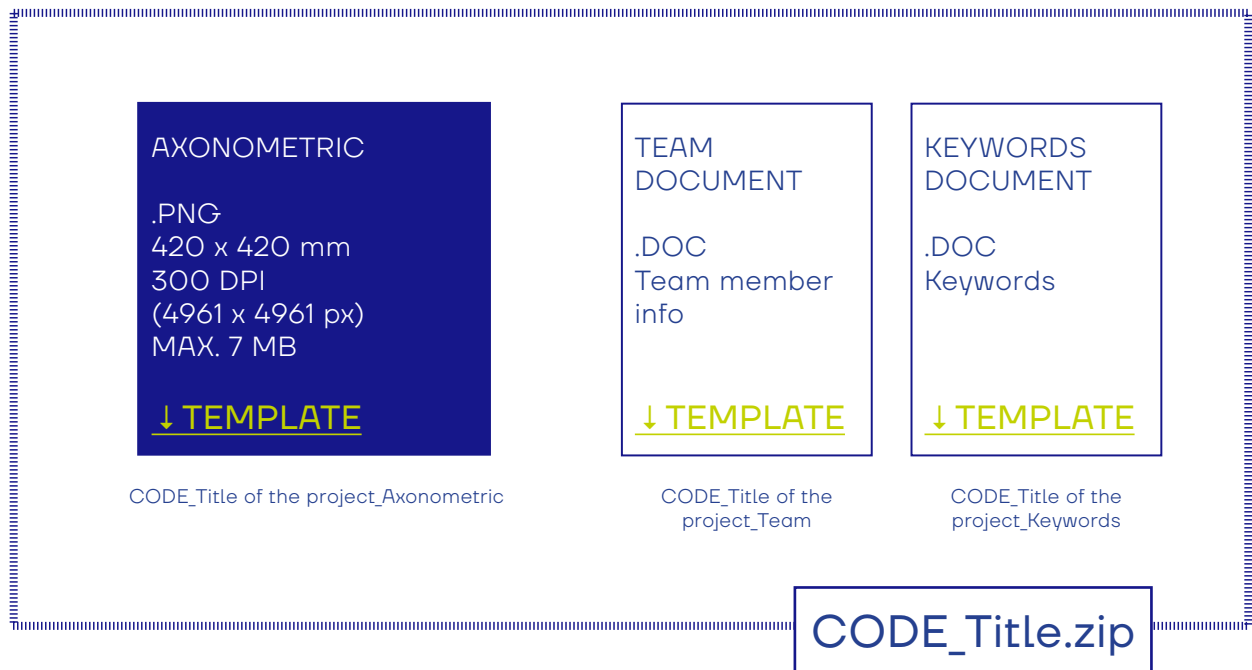 AXONOMETRIC
.PNG
420 x 420 mm
300 DPI
(4961 x 4961 px)
MAX. 7 MB
↓ TEMPLATE
CODE_Title of the project_Axonometric
TEAM
DOCUMENT
.DOC
Team member
info
↓ TEMPLATE
CODE_Title of the
project_Team
KEYWORDS
DOCUMENT
.DOC
Keywords
↓ TEMPLATE
CODE_Title of the
project_Keywords
CODE_Title.zip